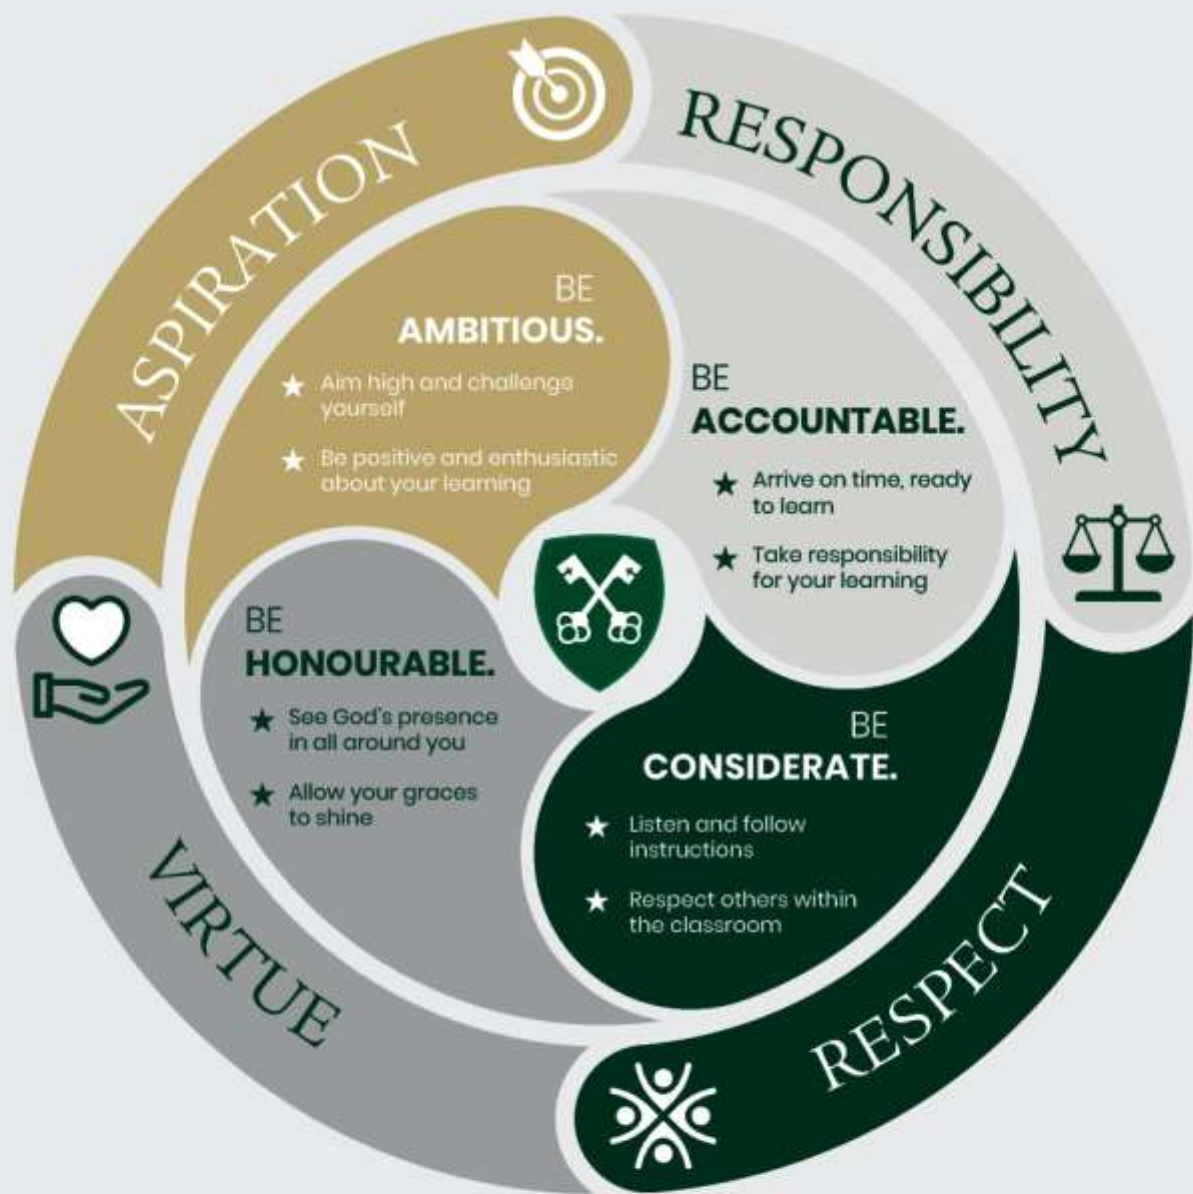 ASPIRATION
BE
AMBITIOUS.
Aim high and challenge
yourself
Be positive and enthusiastic
about your learning
RESPONSIBILITY
BE
ACCOUNTABLE.
Arrive on time, ready
to learn
Take responsibility
for your learning
VIRTUE
BE
HONOURABLE.
See God's presence
in all around you
Allow your graces
to shine
RESPECT
BE
CONSIDERATE.
Listen and follow
instructions
Respect others within
the classroom